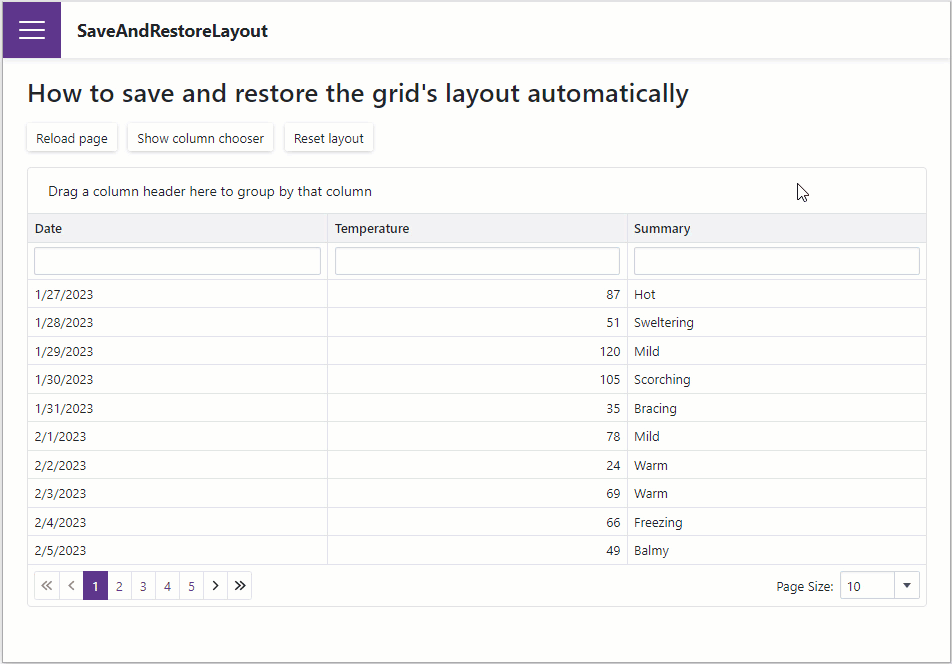 SaveAndRestoreLayout
How to save and restore the grid's layout automatically
Reload page Show column chooser Reset layout
Drag a column header here to group by that column
Date Temperature Summary
1/27/2023 87 Hot
1/28/2023 51 Sweltering
1/29/2023 120 Mild
1/30/2023 105 Scorching
1/31/2023 35 Bracing
2/1/2023 78 Mild
2/2/2023 24 Warm
2/3/2023 69 Warm
2/4/2023 66 Freezing
2/5/2023 49 Balmy
1 2 3 4 5 Page Size: 10